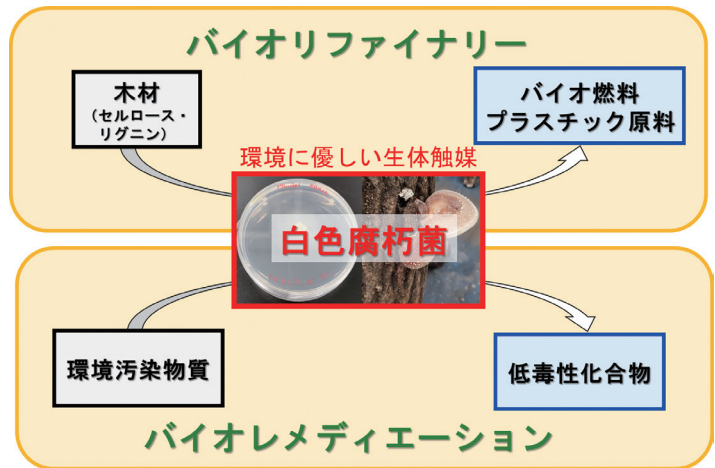 バイオリファイナリー
木材
（セルロース・
リグニン）
バイオ燃料
プラスチック原料
環境に優しい生体触媒
白色腐朽菌
環境汚染物質
低毒性化合物
バイオレメディエーション